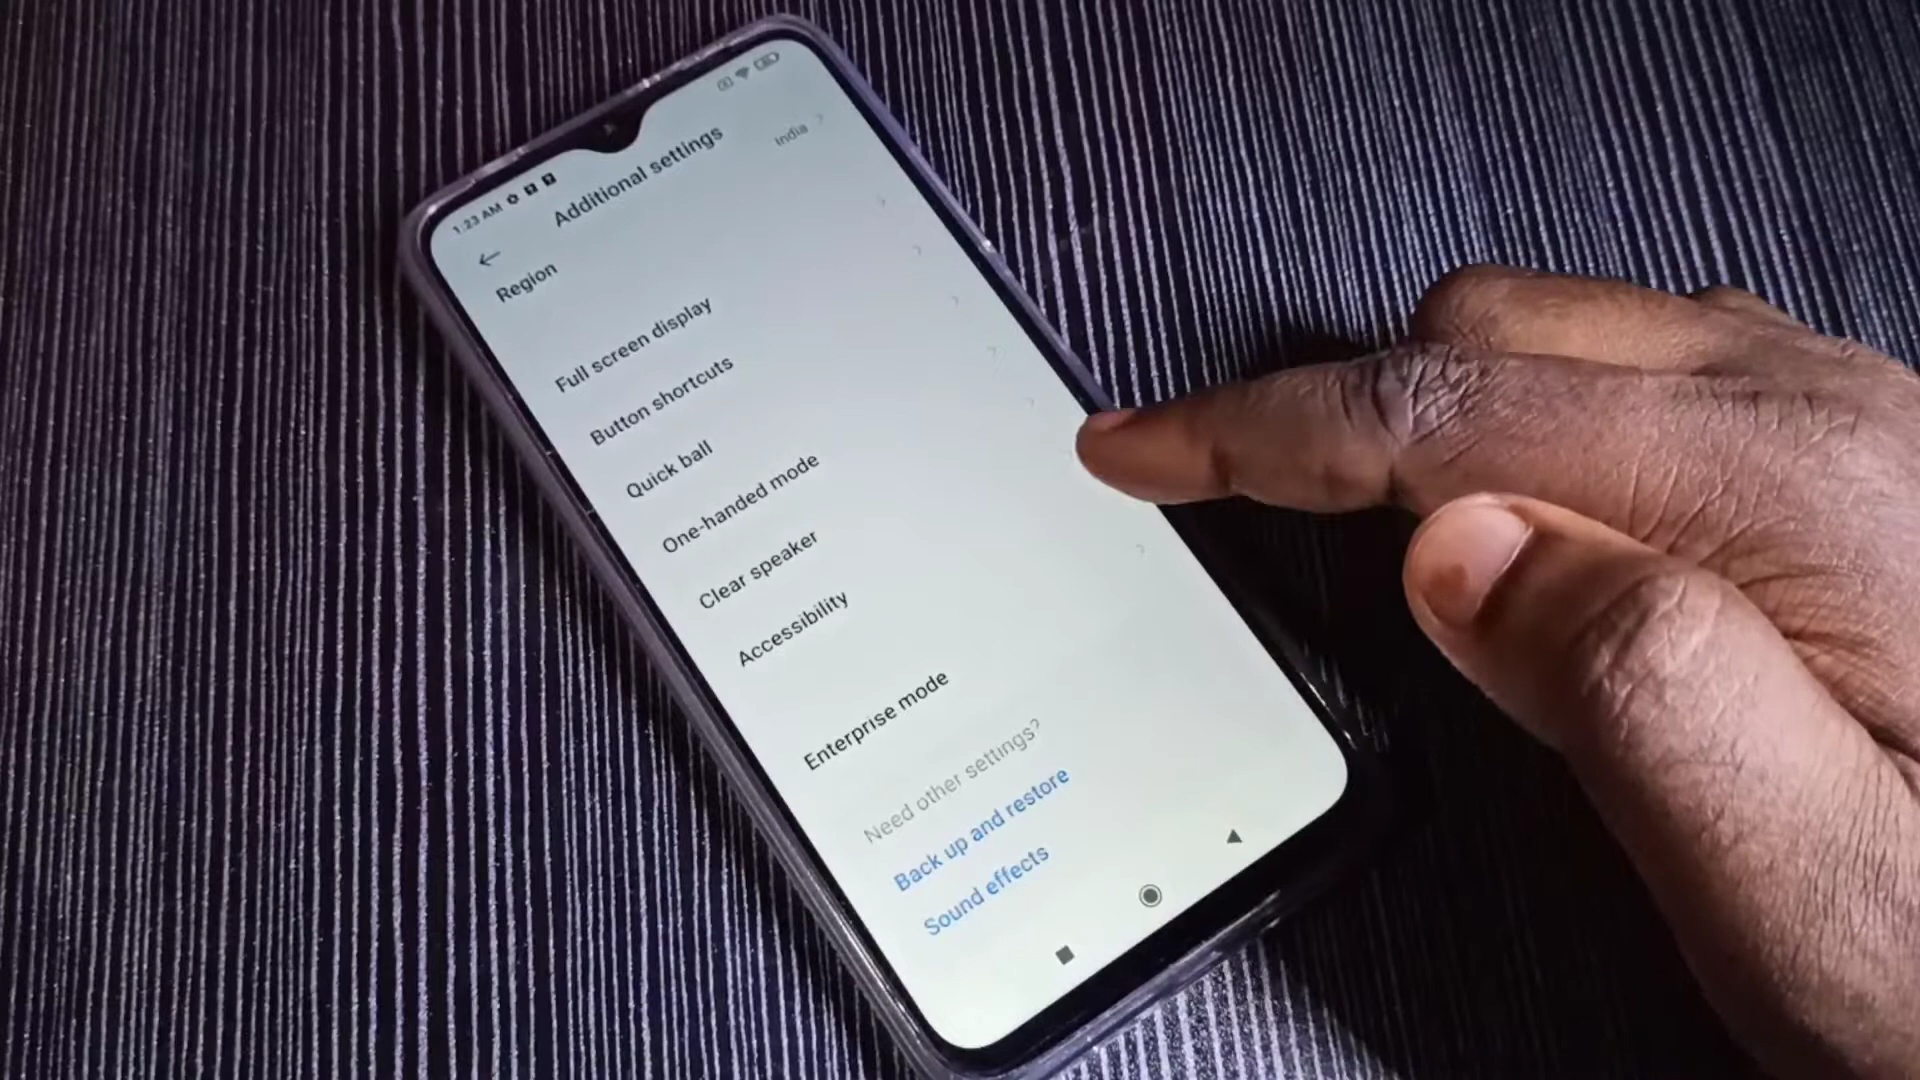 1.23 AM
Additional settings
Region India
Full screen display
Button shortcuts
Quick ball
One-handed mode
Clear speaker
Accessibility
Enterprise mode
Need other settings?
Back up and restore
Sound effects